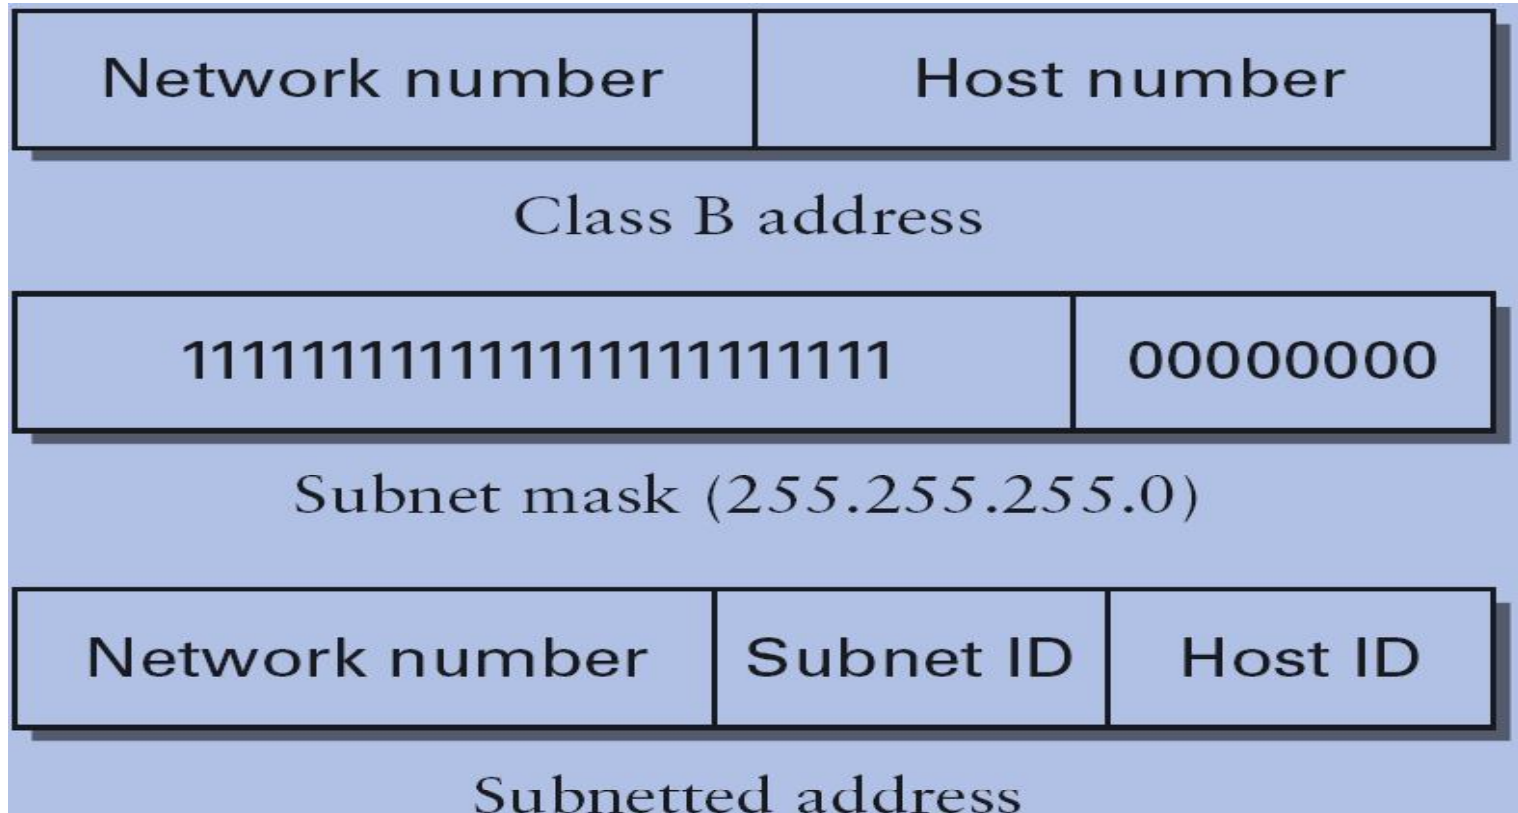 Network number Host number
Class B address
111111111111111111111111 00000000
Subnet mask (255.255.255.0)
Network number Subnet ID Host ID
Subnetted address